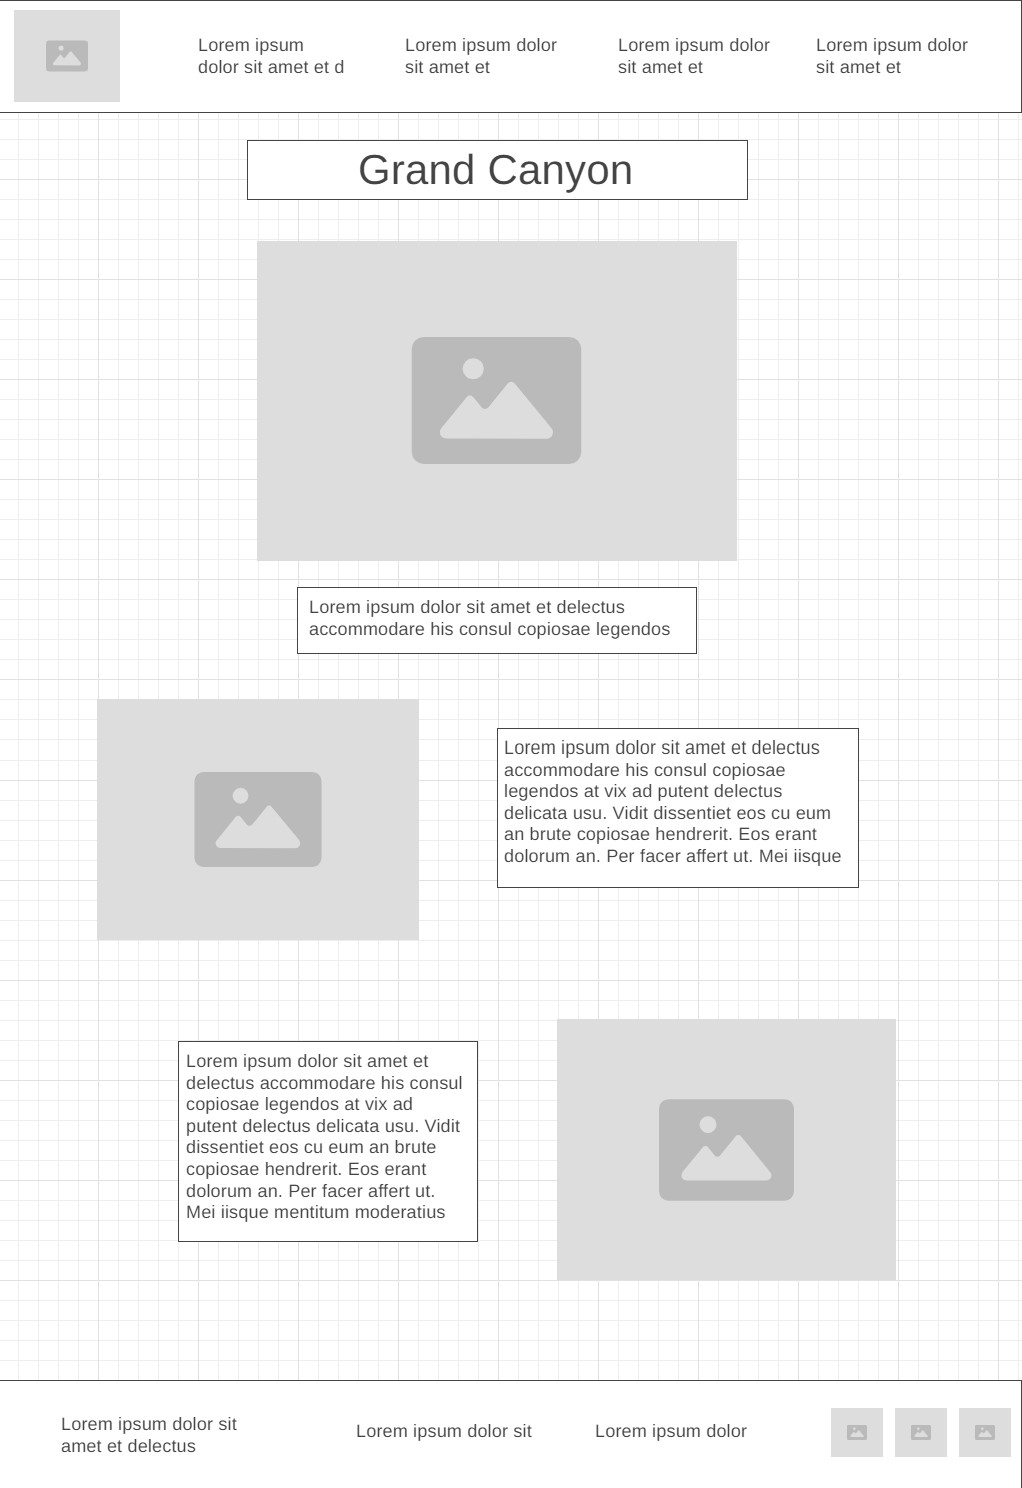 Lorem ipsum
dolor sit amet et d
Lorem ipsum dolor
sit amet et
Lorem ipsum dolor
sit amet et
Lorem ipsum dolor
sit amet et
Grand Canyon
Lorem ipsum dolor sit amet et delectus
accommodare his consul copiosae legendos
Lorem ipsum dolor sit amet et delectus
accommodare his consul copiosae
legendos at vix ad putent delectus
delicata usu. Vidit dissentiet eos cu eum
an brute copiosae hendrerit. Eos erant
dolorum an. Per facer affert ut. Mei iisque
Lorem ipsum dolor sit amet et
delectus accommodare his consul
copiosae legendos at vix ad
putent delectus delicata usu. Vidit
dissentiet eos cu eum an brute
copiosae hendrerit. Eos erant
dolorum an. Per facer affert ut.
Mei iisque mentitum moderatius
Lorem ipsum dolor sit
amet et delectus
Lorem ipsum dolor sit
Lorem ipsum dolor